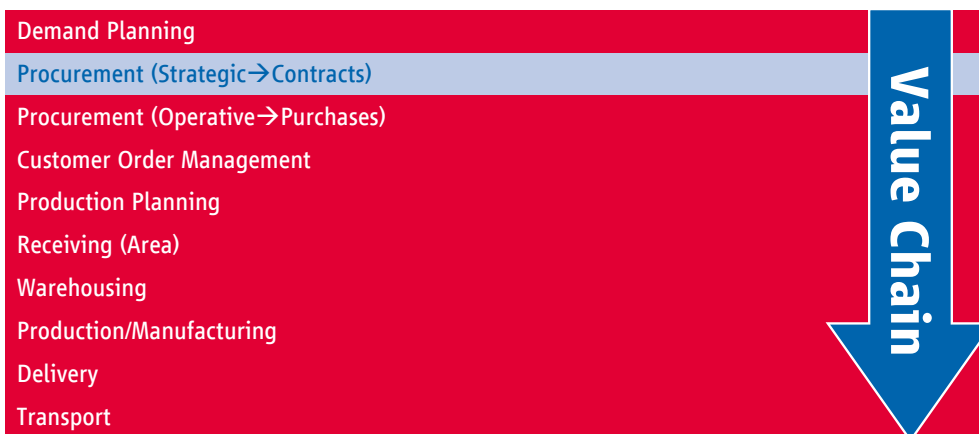 Demand Planning
Procurement (Strategic→Contracts)
Procurement (Operative→Purchases)
Customer Order Management
Production Planning
Receiving (Area)
Warehousing
Production/Manufacturing
Delivery
Transport
Value Chain